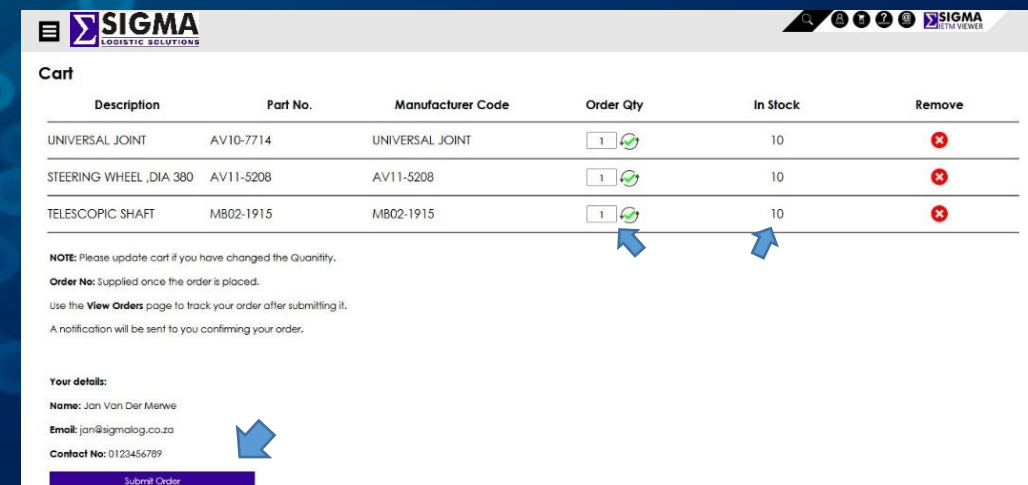 SIGMA
LOGISTIC SOLUTIONS
SIGMA
IETM VIEWER
Cart
Description Part No. Manufacturer Code Order Qty In Stock Remove
UNIVERSAL JOINT AV10-7714 UNIVERSAL JOINT 1 10
STEERING WHEEL ,DIA 380 AV11-5208 AV11-5208 1 10
TELESCOPIC SHAFT MB02-1915 MB02-1915 1 10
NOTE: Please update cart if you have changed the Quanitity.
Order No: Supplied once the order is placed.
Use the View Orders page to track your order after submitting it.
A notification will be sent to you confirming your order.
Your details:
Name: Jan Van Der Merwe
Email: jan@sigmalog.co.za
Contact No: 0123456789
Submit Order